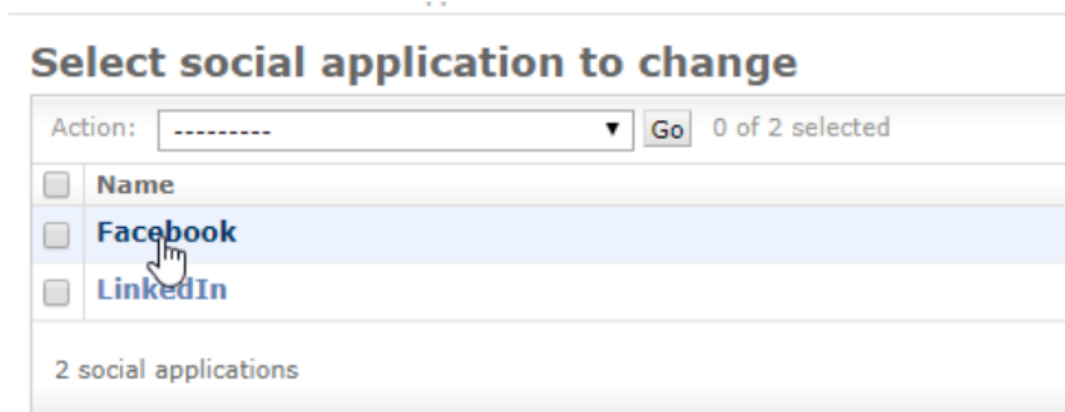 Select social application to change
Action: --------- Go 0 of 2 selected
Name
Facebook
LinkedIn
2 social applications